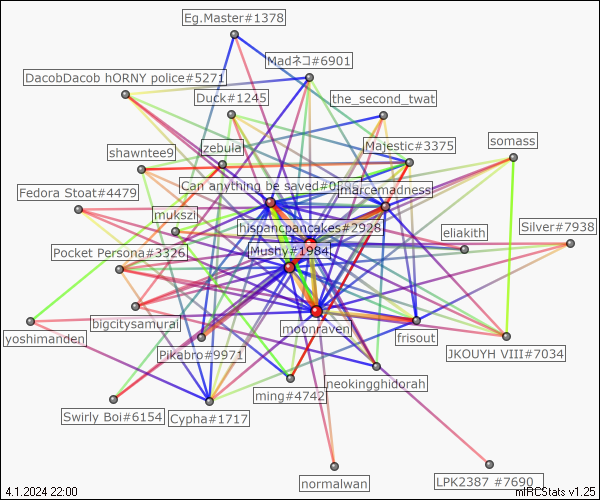 Eg.Master#1378
Madネコ#6901
DacobDacob hORNY police#5271
Duck#1245
the_second_twat
Majestic#3375
somass
zebula
shawntee9
Can anything be saved#0
marcemadness
Fedora Stoat#4479
mukszi
hispancpancakes#2928
Silver#7938
eliakith
Mushy#1984
Pocket Persona#3326
bigcitysamurai
moonraven
frisout
yoshimanden
Pikabro#9971
JKOUYH VIII#7034
neokingghidorah
ming#4742
Swirly Boi#6154
Cypha#1717
normalwan
LPK2387 #7690
4.1.2024 22:00
mIRCStats v1.25